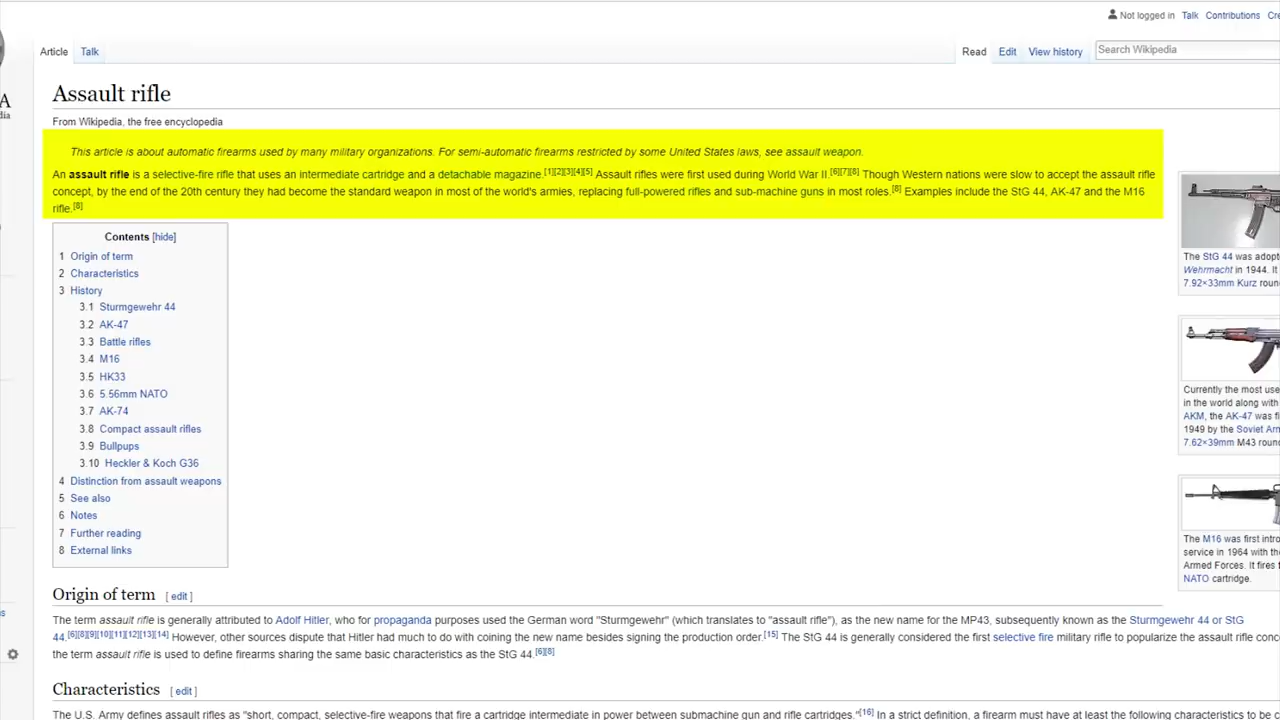 Not logged in Talk Contributions
Article Talk Read Edit View history Search Wikipedia
Assault rifle
From Wikipedia, the free encyclopedia
This article is about automatic firearms used by many military organizations. For semi-automatic firearms restricted by some United States laws, see assault weapon.
An assault rifle is a selective-fire rifle that uses an intermediate cartridge and a detachable magazine.[1][2][3][4][5] Assault rifles were first used during World War II.[6][7][8] Though Western nations were slow to accept the assault rifle
concept, by the end of the 20th century they had become the standard weapon in most of the world's armies, replacing full-powered rifles and sub-machine guns in most roles.[8] Examples include the StG 44, AK-47 and the M16
rifle.[8]
Contents [hide]
1 Origin of term
2 Characteristics
3 History
3.1 Sturmgewehr 44
3.2 AK-47
3.3 Battle rifles
3.4 M16
3.5 HK33
3.6 5.56mm NATO
3.7 AK-74
3.8 Compact assault rifles
3.9 Bullpups
3.10 Heckler & Koch G36
4 Distinction from assault weapons
5 See also
6 Notes
7 Further reading
8 External links
The StG 44 was
Wehrmacht in 1944. It
7.92×33mm Kurz
Currently the most
in the world along with
AKM, the AK-47 was
1949 by the Soviet
7.62×39mm M43
The M16 was first
service in 1964 with
Armed Forces. It fires
NATO cartridge.
Origin of term [ edit ]
The term assault rifle is generally attributed to Adolf Hitler, who for propaganda purposes used the German word "Sturmgewehr" (which translates to "assault rifle"), as the new name for the MP43, subsequently known as the Sturmgewehr 44 or StG
44.[6][8][9][10][11][12][13][14] However, other sources dispute that Hitler had much to do with coining the new name besides signing the production order.[15] The StG 44 is generally considered the first selective fire military rifle to popularize the assault rifle
the term assault rifle is used to define firearms sharing the same basic characteristics as the StG 44.[6][8]
Characteristics [ edit ]
The U.S. Army defines assault rifles as "short, compact, selective-fire weapons that fire a cartridge intermediate in power between submachine gun and rifle cartridges."[16] In a strict definition, a firearm must have at least the following characteristics to be